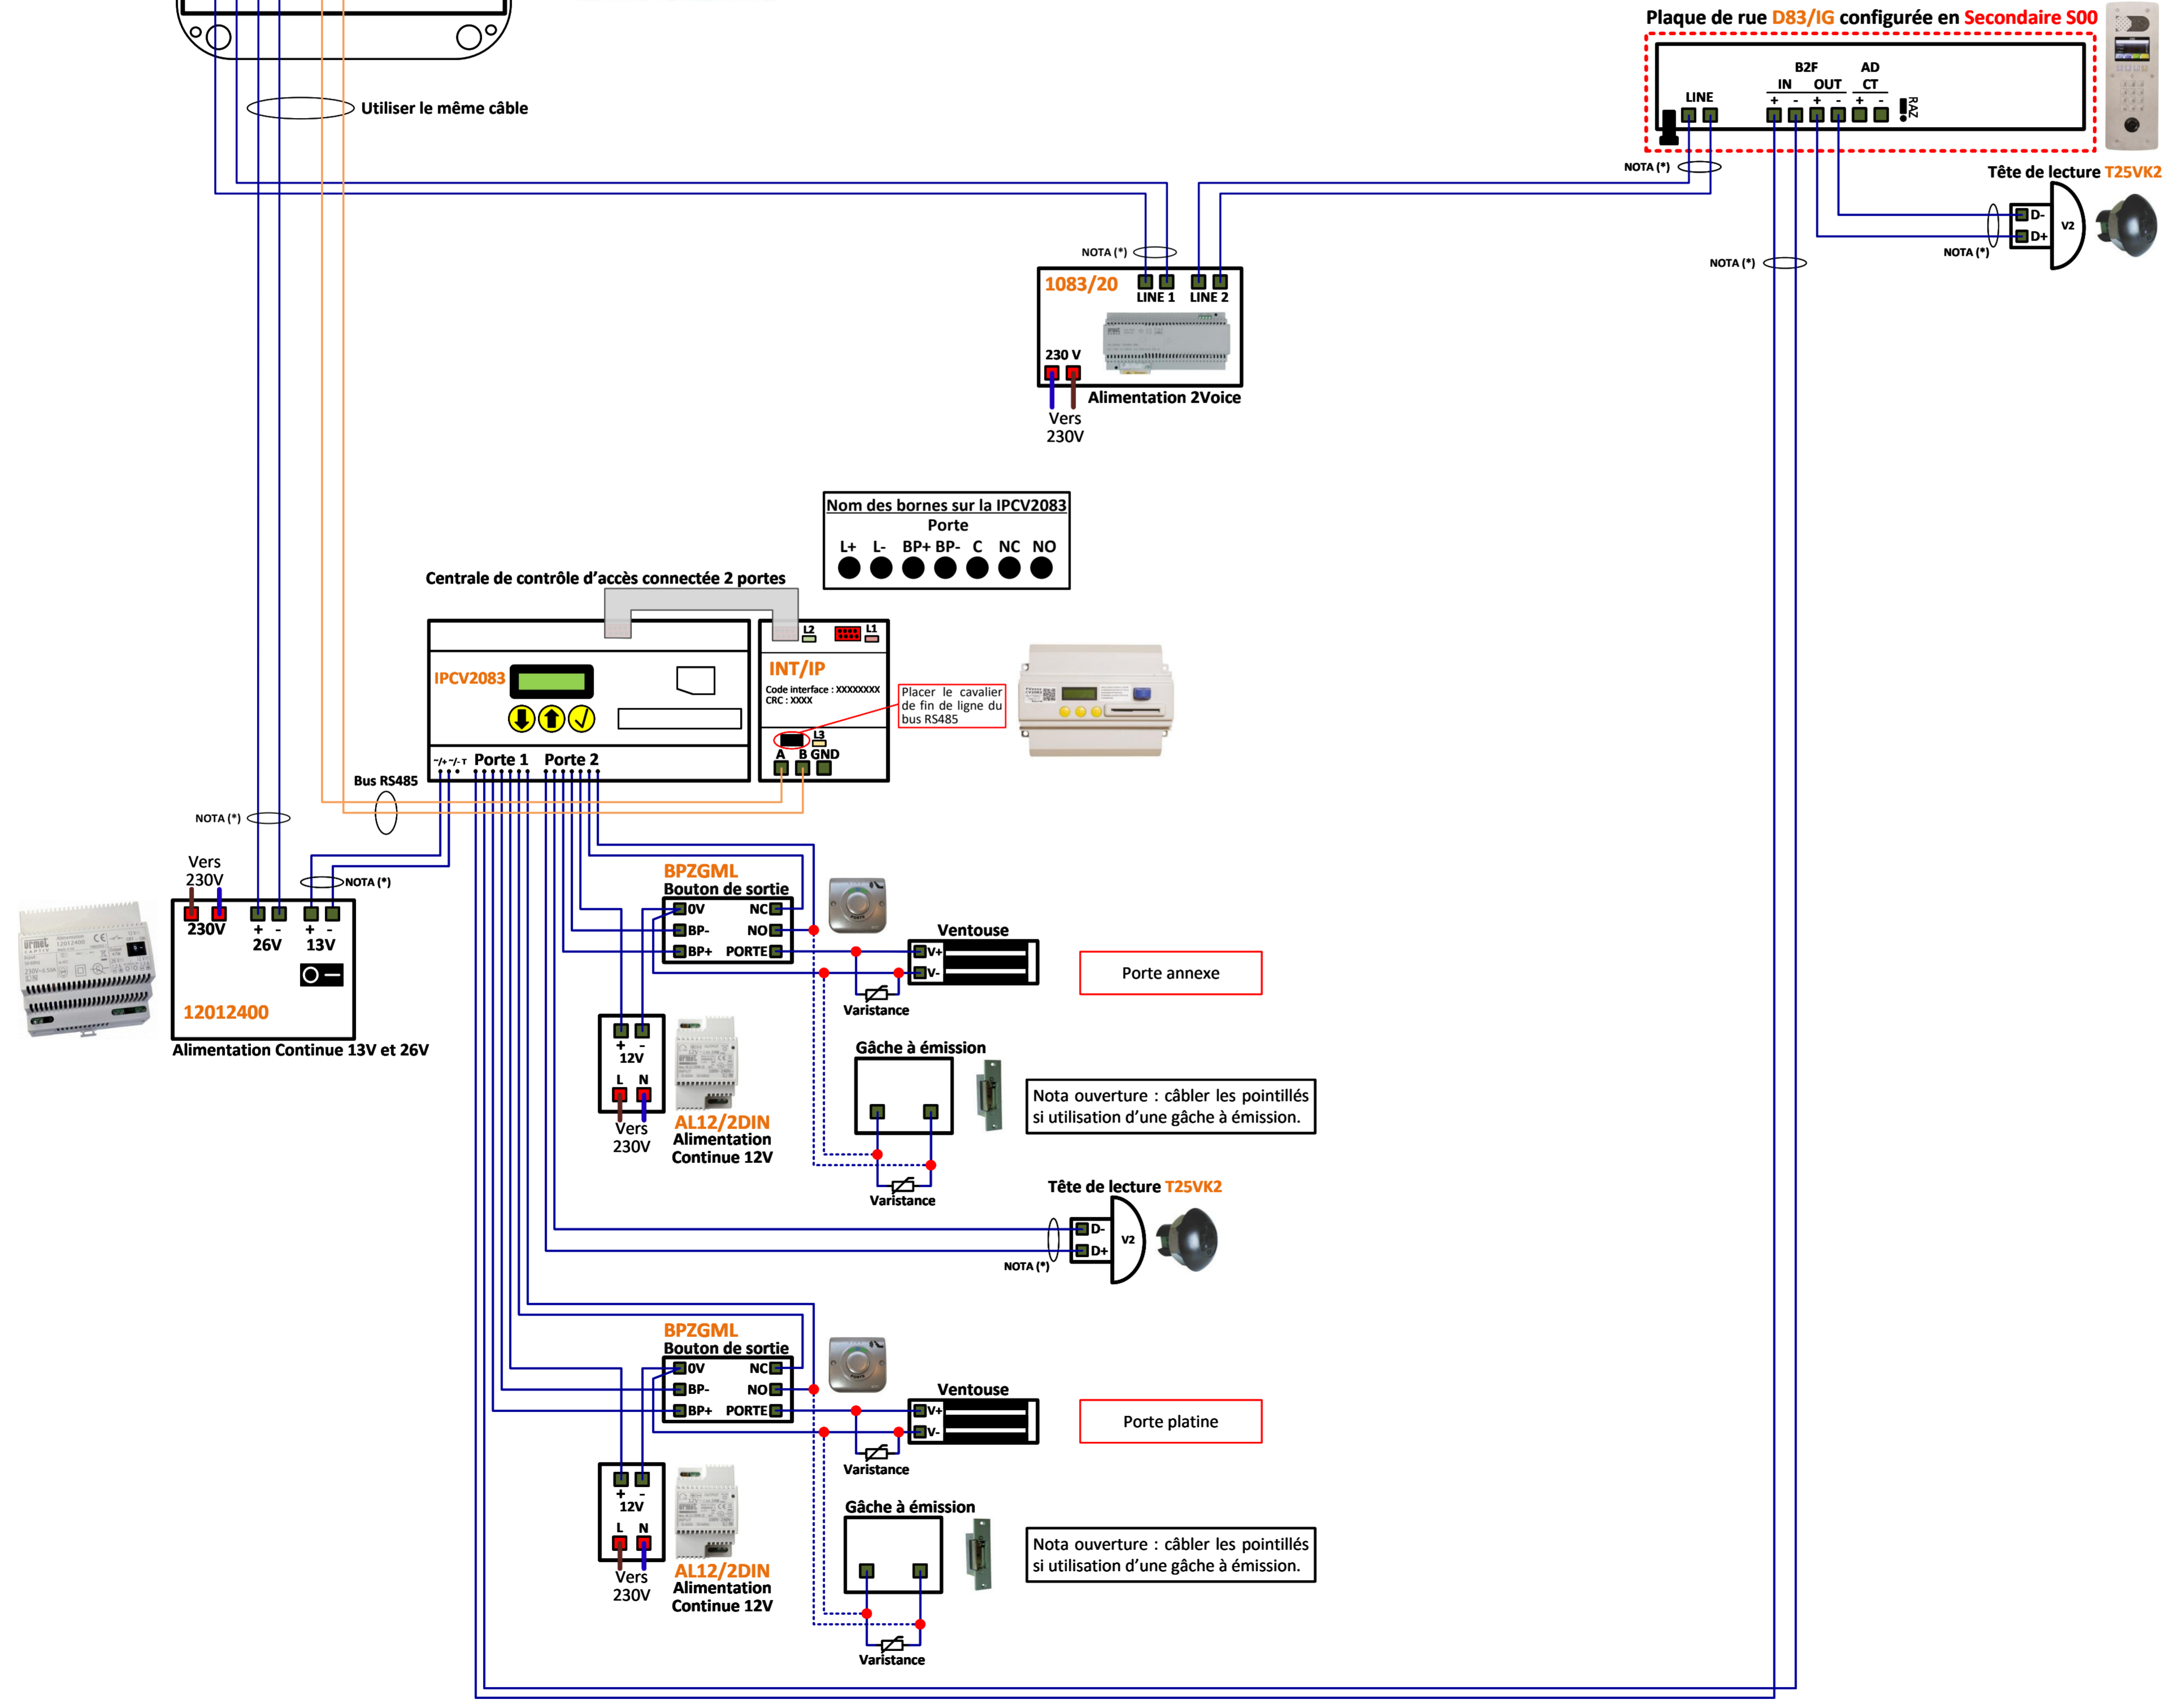 Plaque de rue D83/IG configurée en Secondaire S00
B2F AD
IN OUT CT
LINE + - + - + - RAZ
Utiliser le même câble
NOTA (*)
Tête de lecture T25VK2
D-
V2
D+
NOTA (*)
NOTA (*)
NOTA (*)
1083/20
LINE 1 LINE 2
230 V
Alimentation 2Voice
Vers
230V
Nom des bornes sur la IPCV2083
Porte
L+ L- BP+ BP- C NC NO
Centrale de contrôle d’accès connectée 2 portes
L2 L1
IPCV2083
INT/IP
Code interface : XXXXXXXX
CRC : XXXX
Placer le cavalier
de fin de ligne du
bus RS485
L3
A B GND
~/+ ~/- T Porte 1 Porte 2
Bus RS485
NOTA (*)
Vers
230V
NOTA (*)
230V
+ - + -
26V 13V
12012400
Alimentation Continue 13V et 26V
BPZGML
Bouton de sortie
0V NC
BP- NO
BP+ PORTE
Ventouse
V+
V-
Varistance
Porte annexe
+ -
12V
L N
Vers
230V
AL12/2DIN
Alimentation
Continue 12V
Gâche à émission
Varistance
Nota ouverture : câbler les pointillés
si utilisation d’une gâche à émission.
Tête de lecture T25VK2
D-
V2
D+
NOTA (*)
BPZGML
Bouton de sortie
0V NC
BP- NO
BP+ PORTE
Ventouse
V+
V-
Varistance
Porte platine
+ -
12V
L N
Vers
230V
AL12/2DIN
Alimentation
Continue 12V
Gâche à émission
Varistance
Nota ouverture : câbler les pointillés
si utilisation d’une gâche à émission.